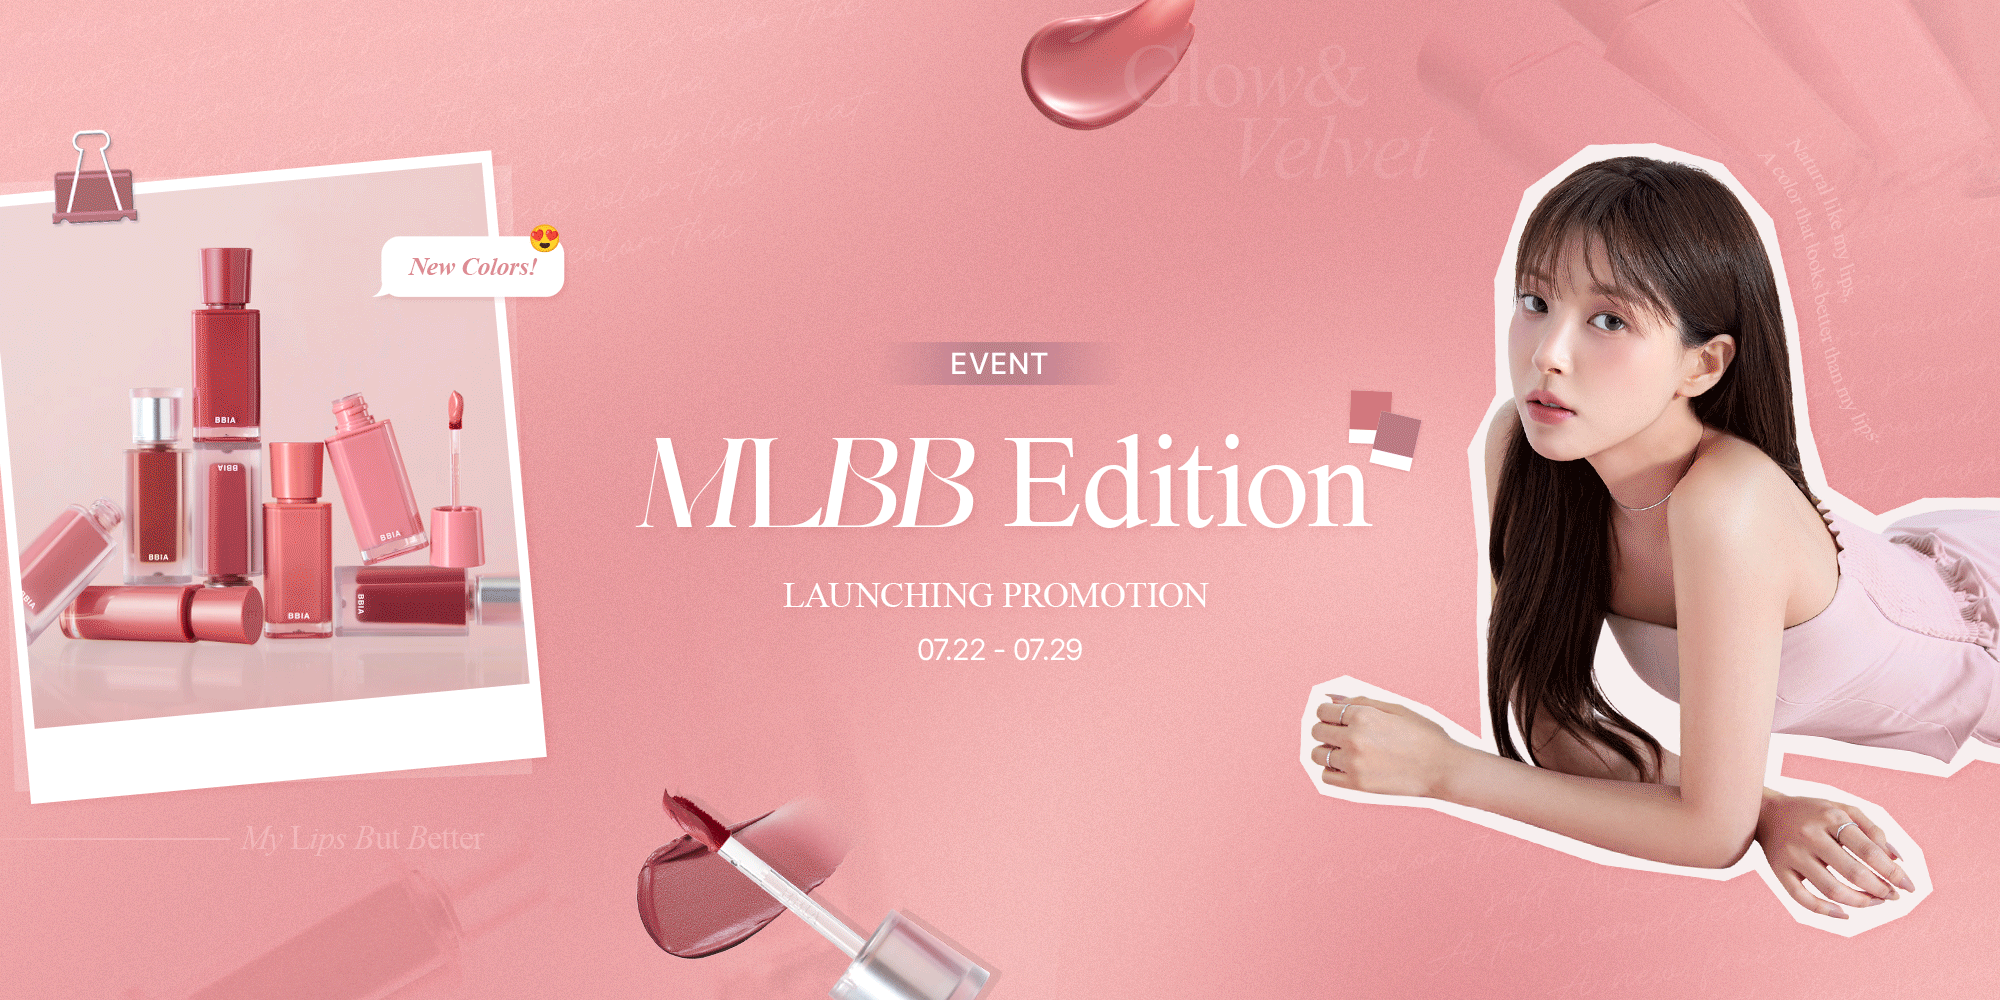 Glow&
Velvet
Natural like my lips,
A color that looks better than my lips
New Colors!
BBIA
BBIA
BBIA
BBIA
BBIA
BBIA
BBIA
EVENT
MLBB Edition
LAUNCHING PROMOTION
07.22 - 07.29
My Lips But Better